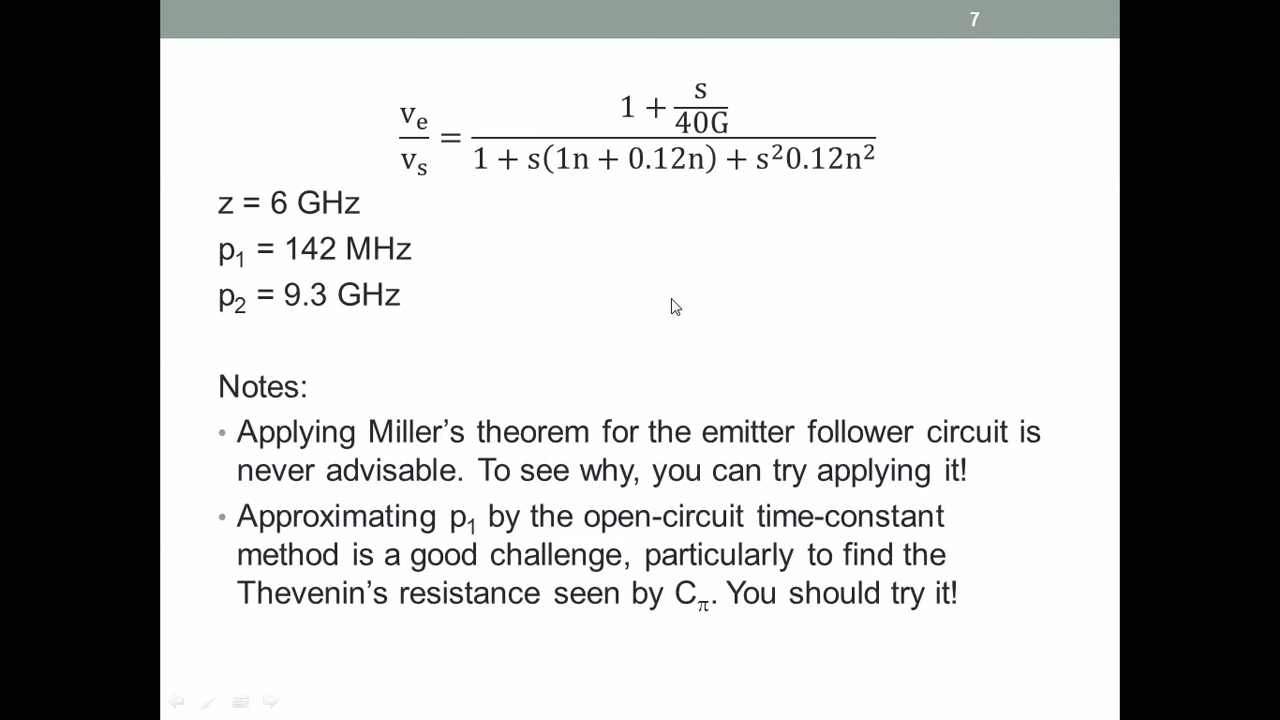 7
v_e/v_s = (1 + s/40G)/(1 + s(1n + 0.12n) + s²0.12n²)
z = 6 GHz
p₁ = 142 MHz
p₂ = 9.3 GHz
Notes:
• Applying Miller’s theorem for the emitter follower circuit is
never advisable. To see why, you can try applying it!
• Approximating p₁ by the open-circuit time-constant
method is a good challenge, particularly to find the
Thevenin’s resistance seen by C_π. You should try it!